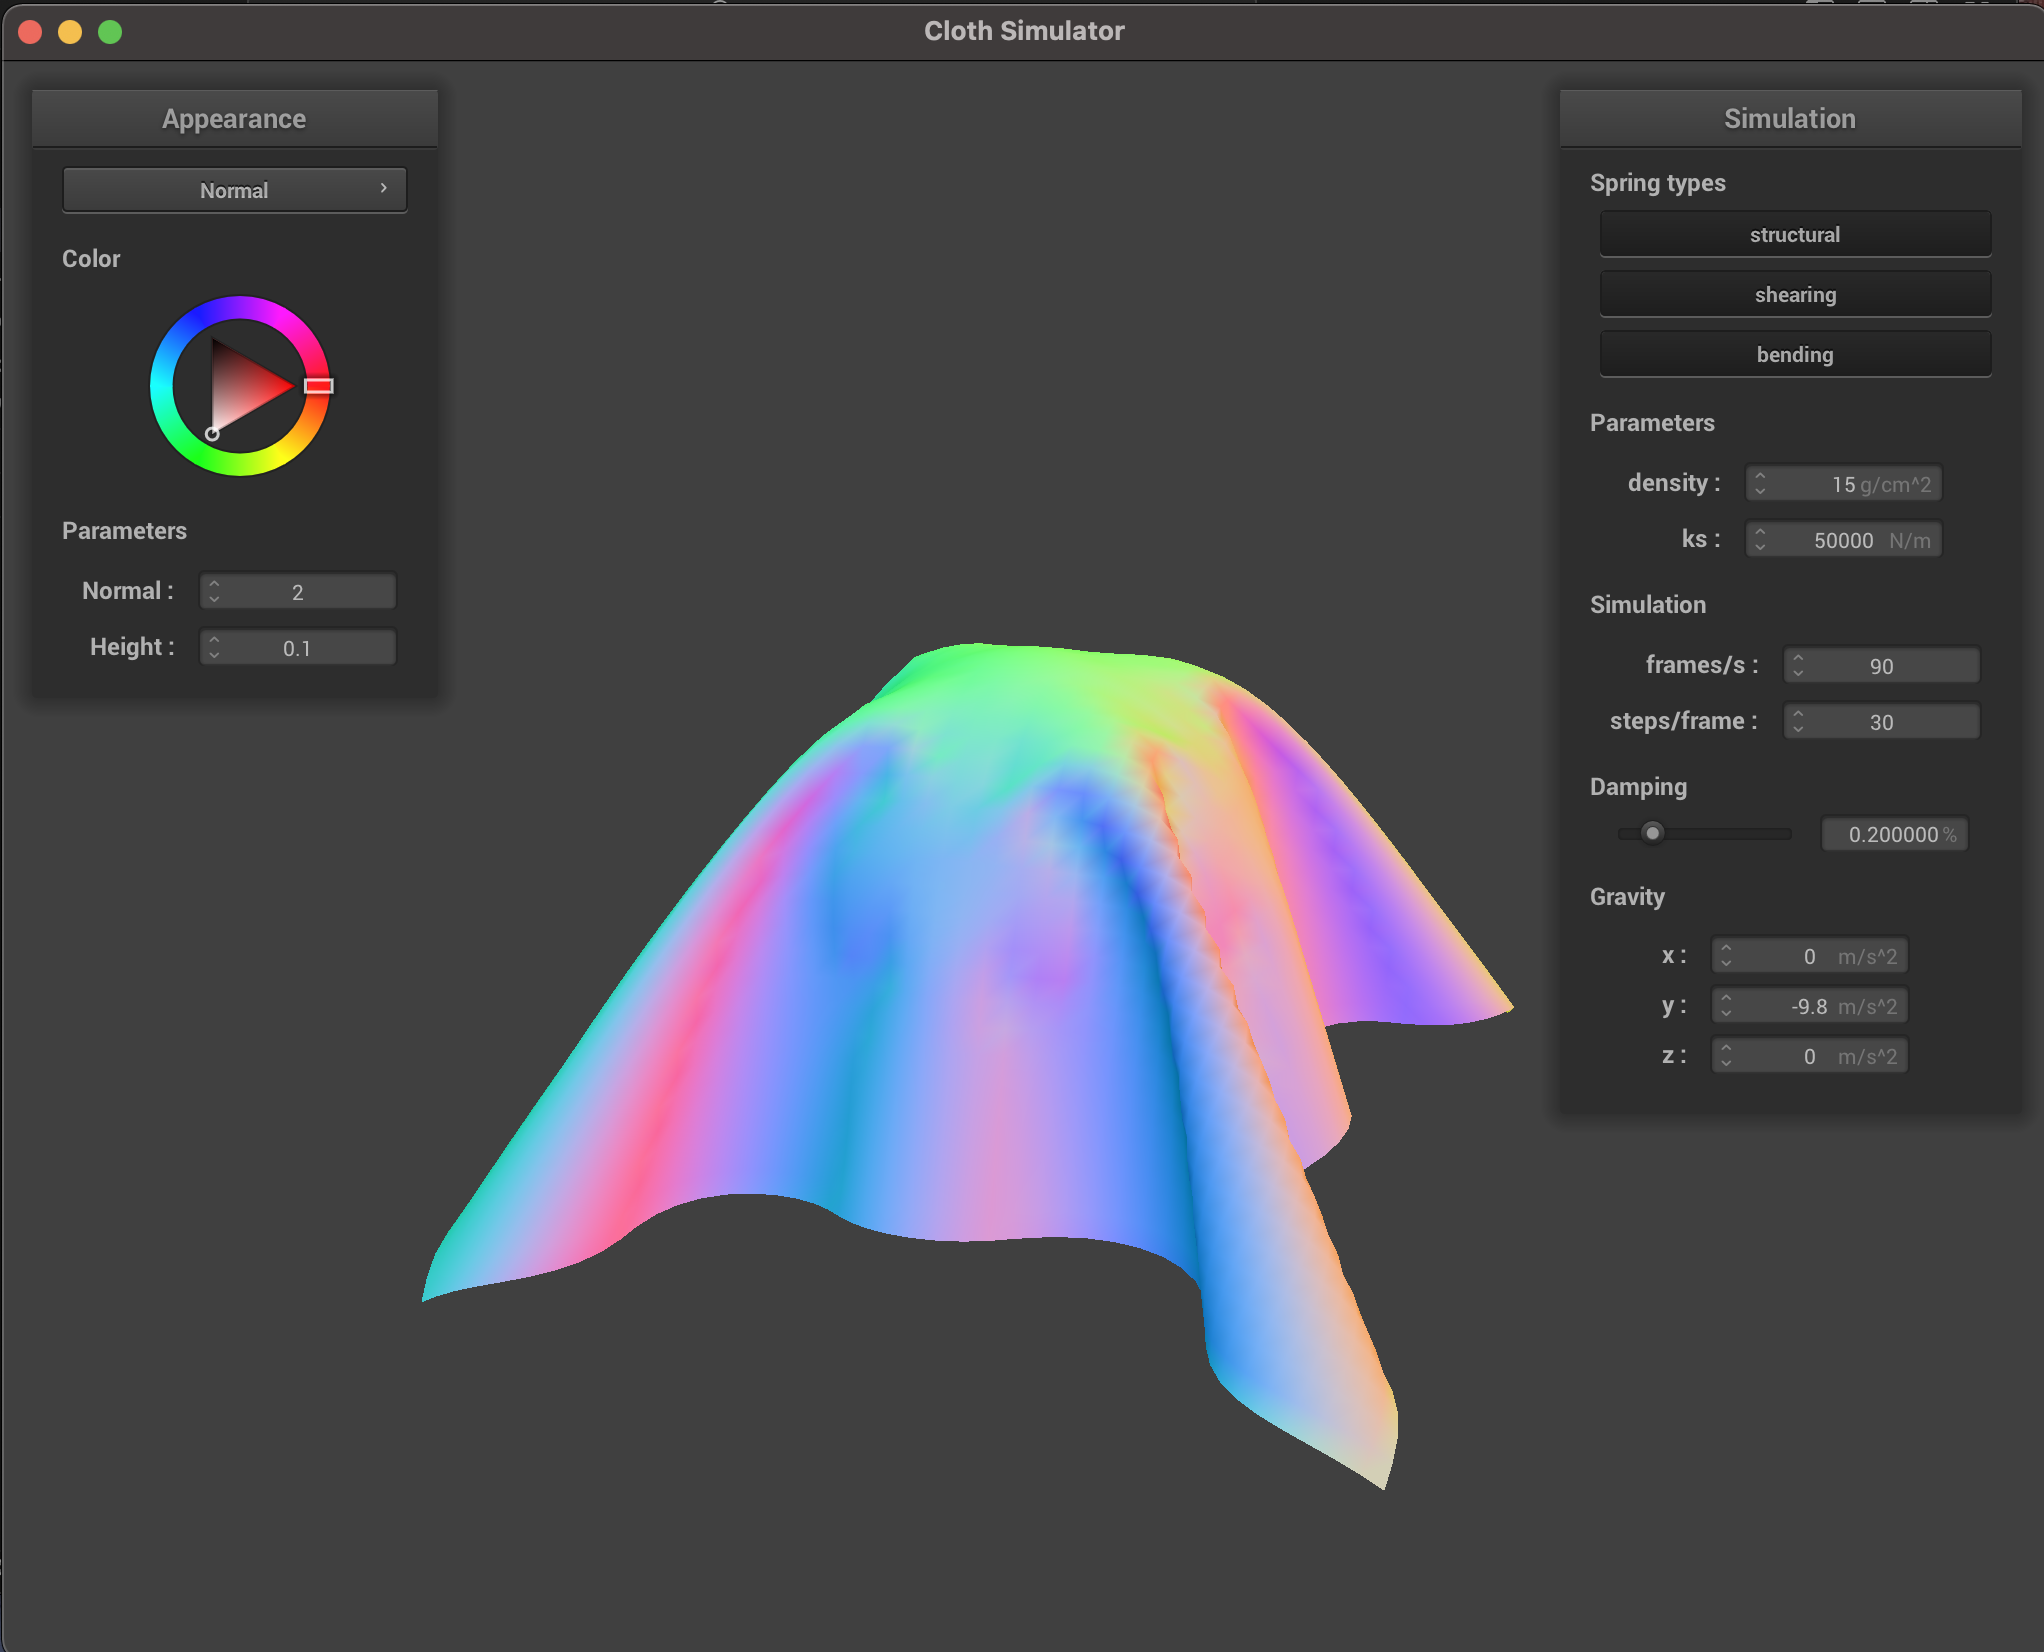 Cloth Simulator
Appearance
Normal
Color
Parameters
Normal : 2
Height : 0.1
Simulation
Spring types
structural
shearing
bending
Parameters
density : 15 g/cm^2
ks : 50000 N/m
Simulation
frames/s : 90
steps/frame : 30
Damping
0.200000 %
Gravity
x : 0 m/s^2
y : -9.8 m/s^2
z : 0 m/s^2